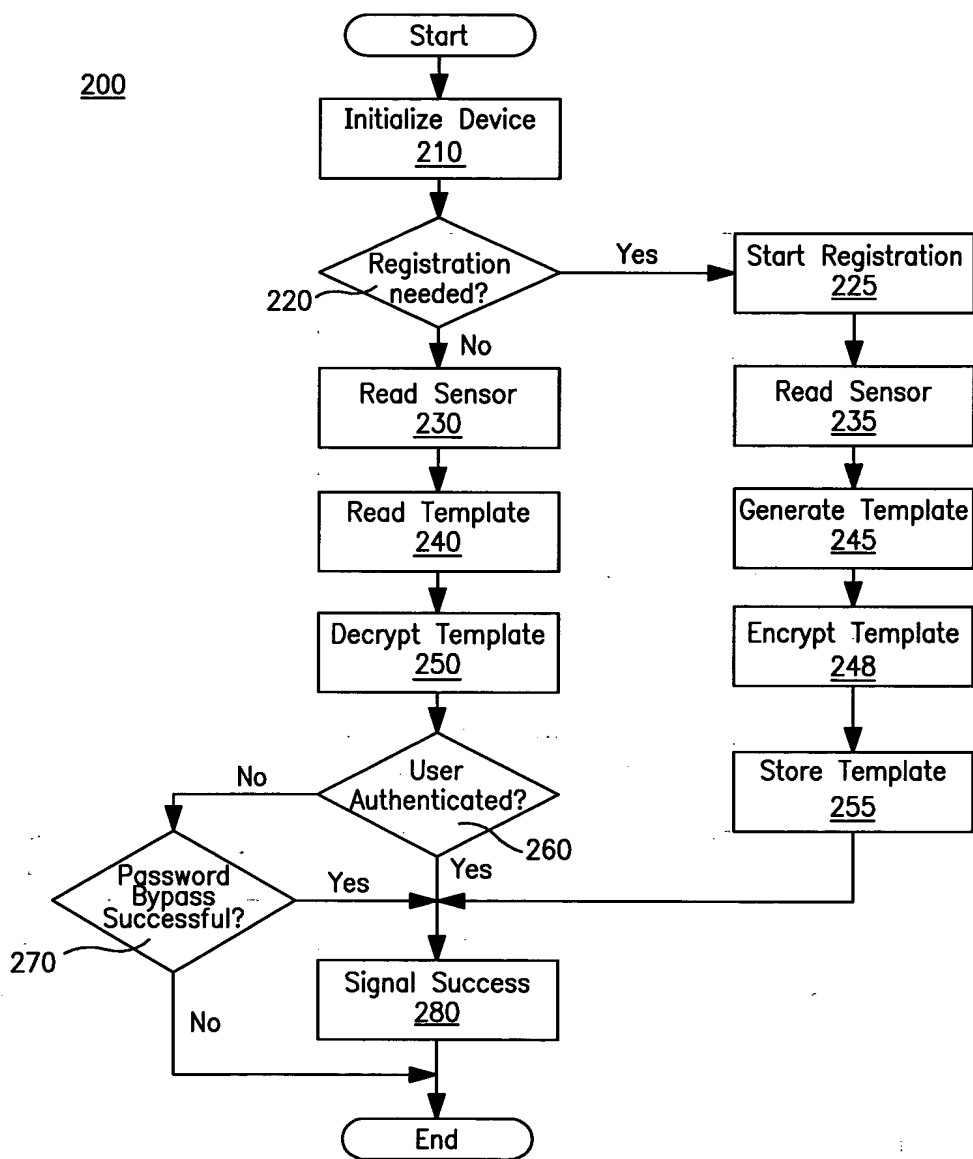 Start
200
Initialize Device
210
Registration
needed?
220
Yes
No
Start Registration
225
Read Sensor
230
Read Sensor
235
Read Template
240
Generate Template
245
Decrypt Template
250
Encrypt Template
248
User
Authenticated?
260
No
Yes
Store Template
255
Password
Bypass
Successful?
270
Yes
No
Signal Success
280
End